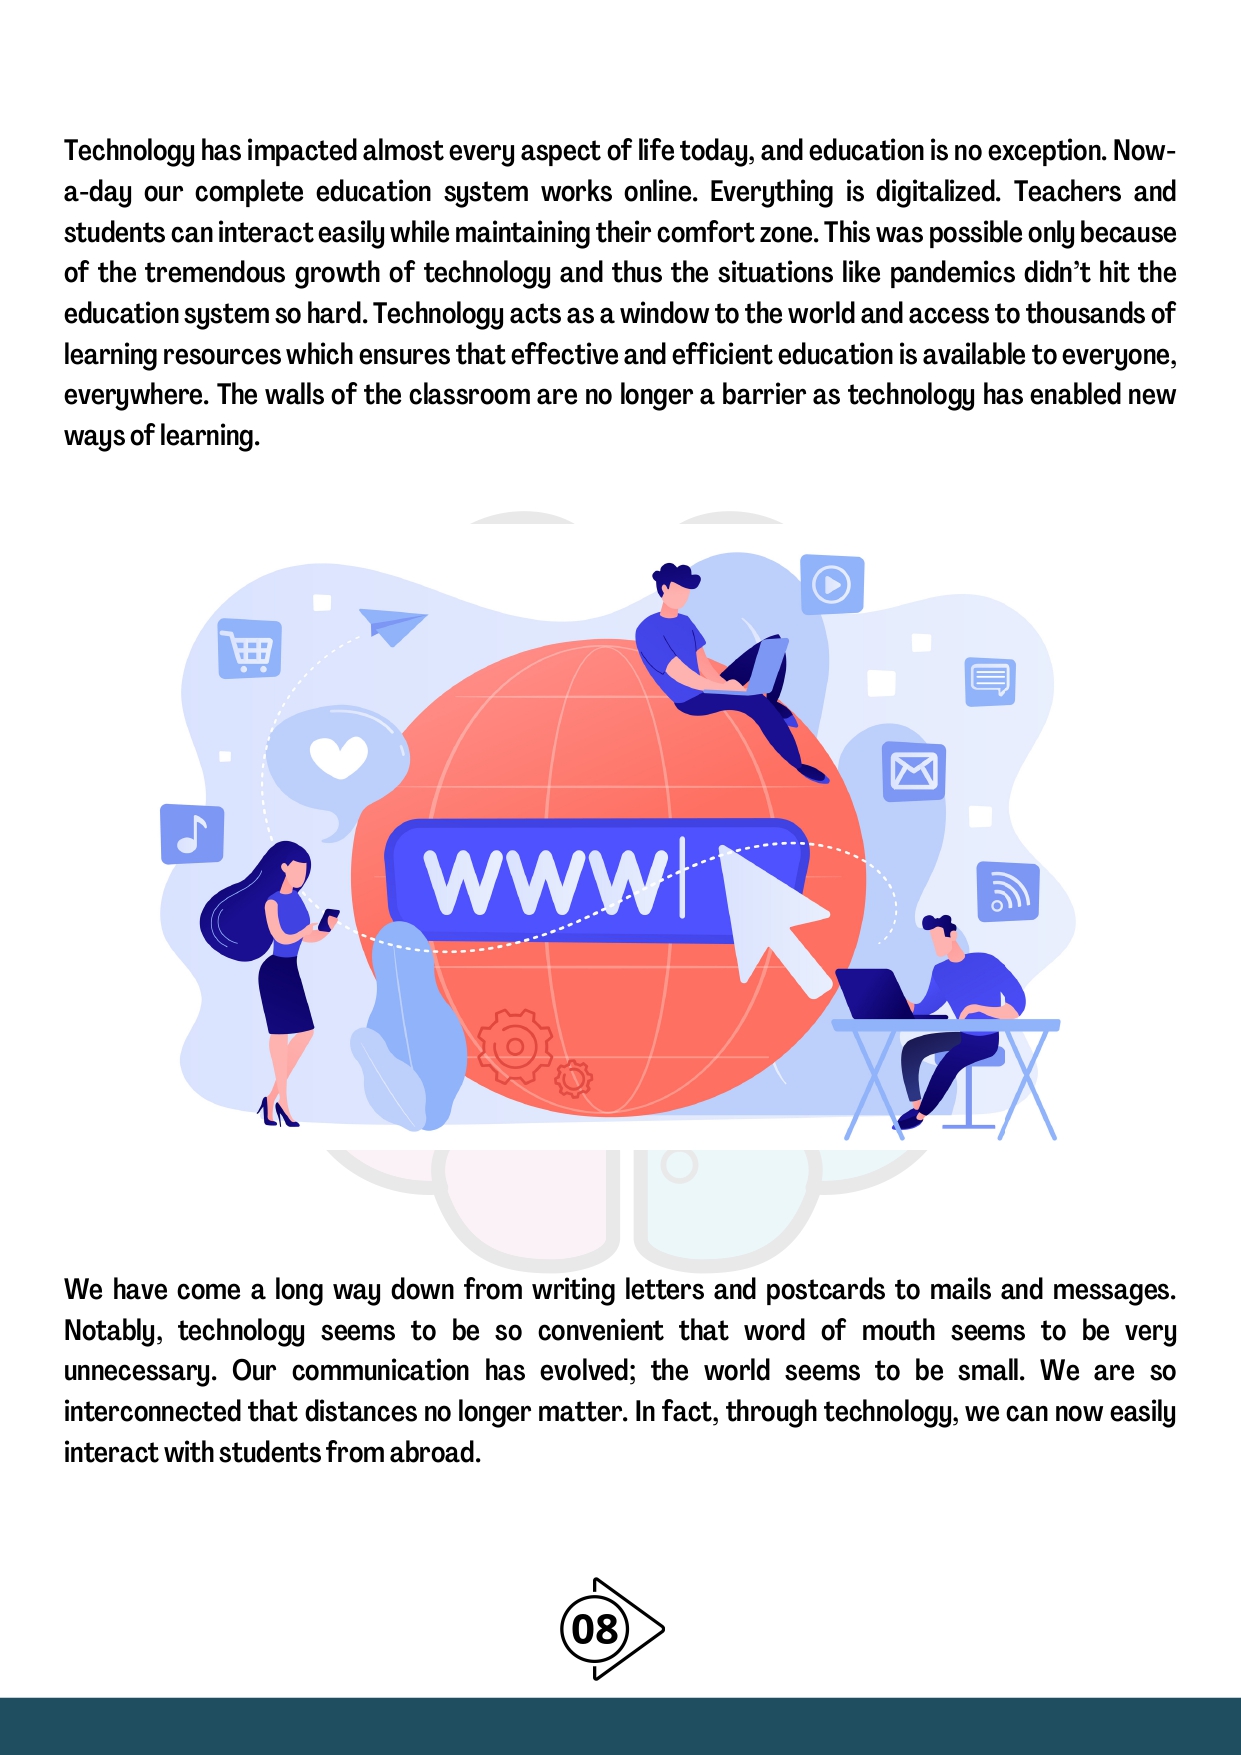 Technology has impacted almost every aspect of life today, and education is no exception. Now-
a-day our complete education system works online. Everything is digitalized. Teachers and
students can interact easily while maintaining their comfort zone. This was possible only because
of the tremendous growth of technology and thus the situations like pandemics didn’t hit the
education system so hard. Technology acts as a window to the world and access to thousands of
learning resources which ensures that effective and efficient education is available to everyone,
everywhere. The walls of the classroom are no longer a barrier as technology has enabled new
ways of learning.
WWW
We have come a long way down from writing letters and postcards to mails and messages.
Notably, technology seems to be so convenient that word of mouth seems to be very
unnecessary. Our communication has evolved; the world seems to be small. We are so
interconnected that distances no longer matter. In fact, through technology, we can now easily
interact with students from abroad.
08